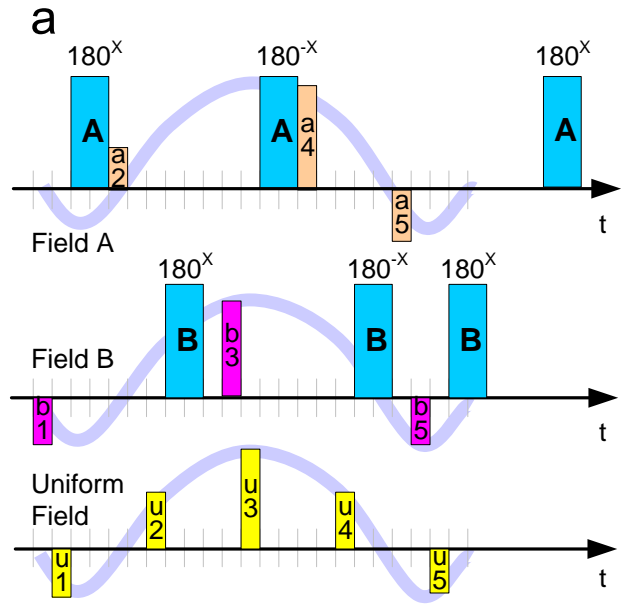 a
180^X 180^-X 180^X
A A A
a
2
a
4
a
5
t
Field A
180^X 180^-X 180^X
B B B
b
3
Field B
b
1
b
5
t
Uniform
Field
u
2
u
3
u
4
u
1
u
5
t